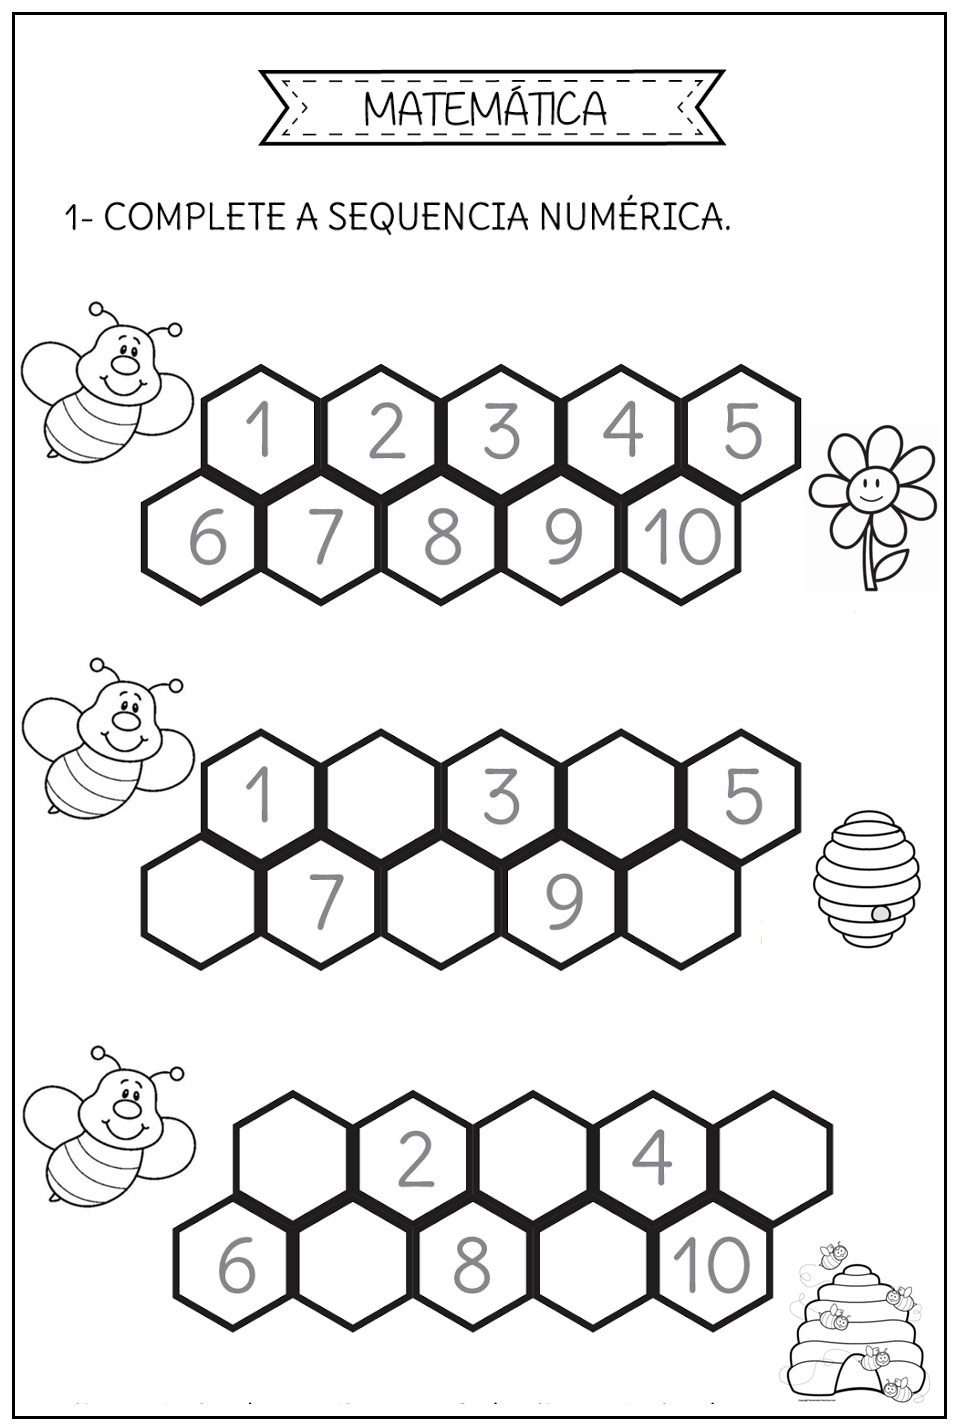 MATEMÁTICA
1- COMPLETE A SEQUENCIA NUMÉRICA.
1 2 3 4 5
6 7 8 9 10
1 3 5
7 9
2 4
6 8 10